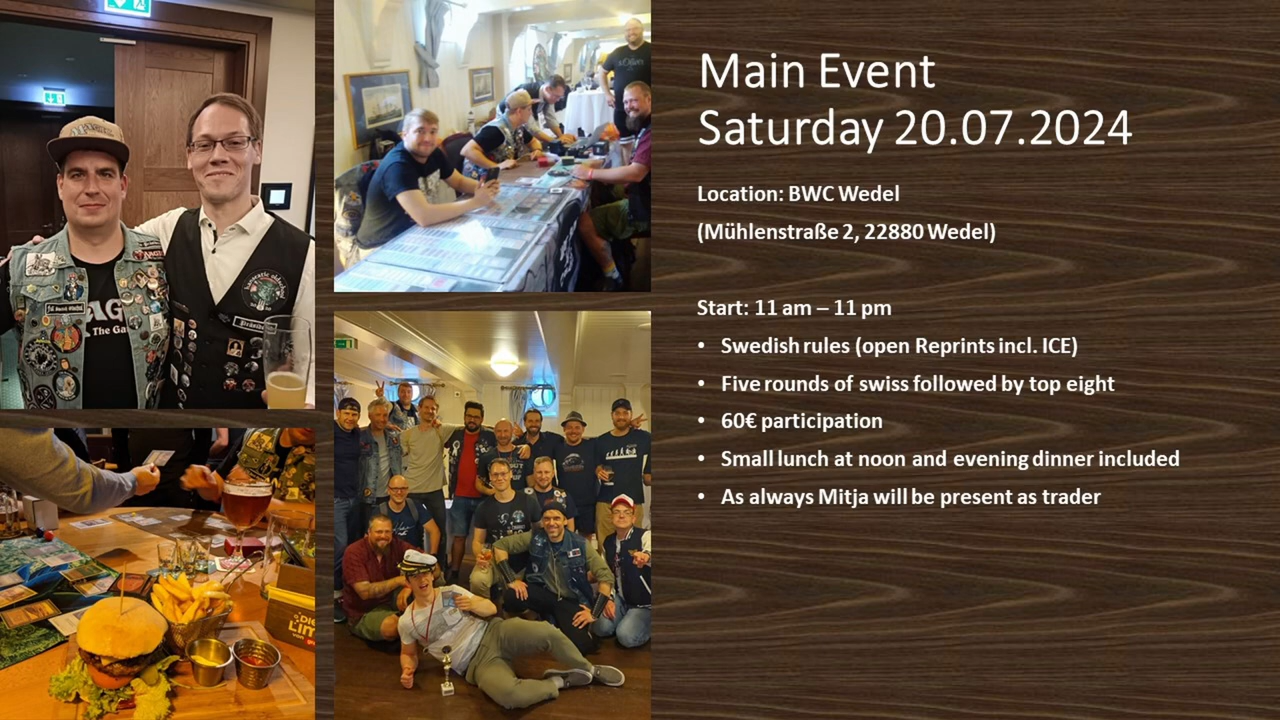 Main Event
Saturday 20.07.2024
Location: BWC Wedel
(Mühlenstraße 2, 22880 Wedel)
Start: 11 am – 11 pm
• Swedish rules (open Reprints incl. ICE)
• Five rounds of swiss followed by top eight
• 60€ participation
• Small lunch at noon and evening dinner included
• As always Mitja will be present as trader
The Ga